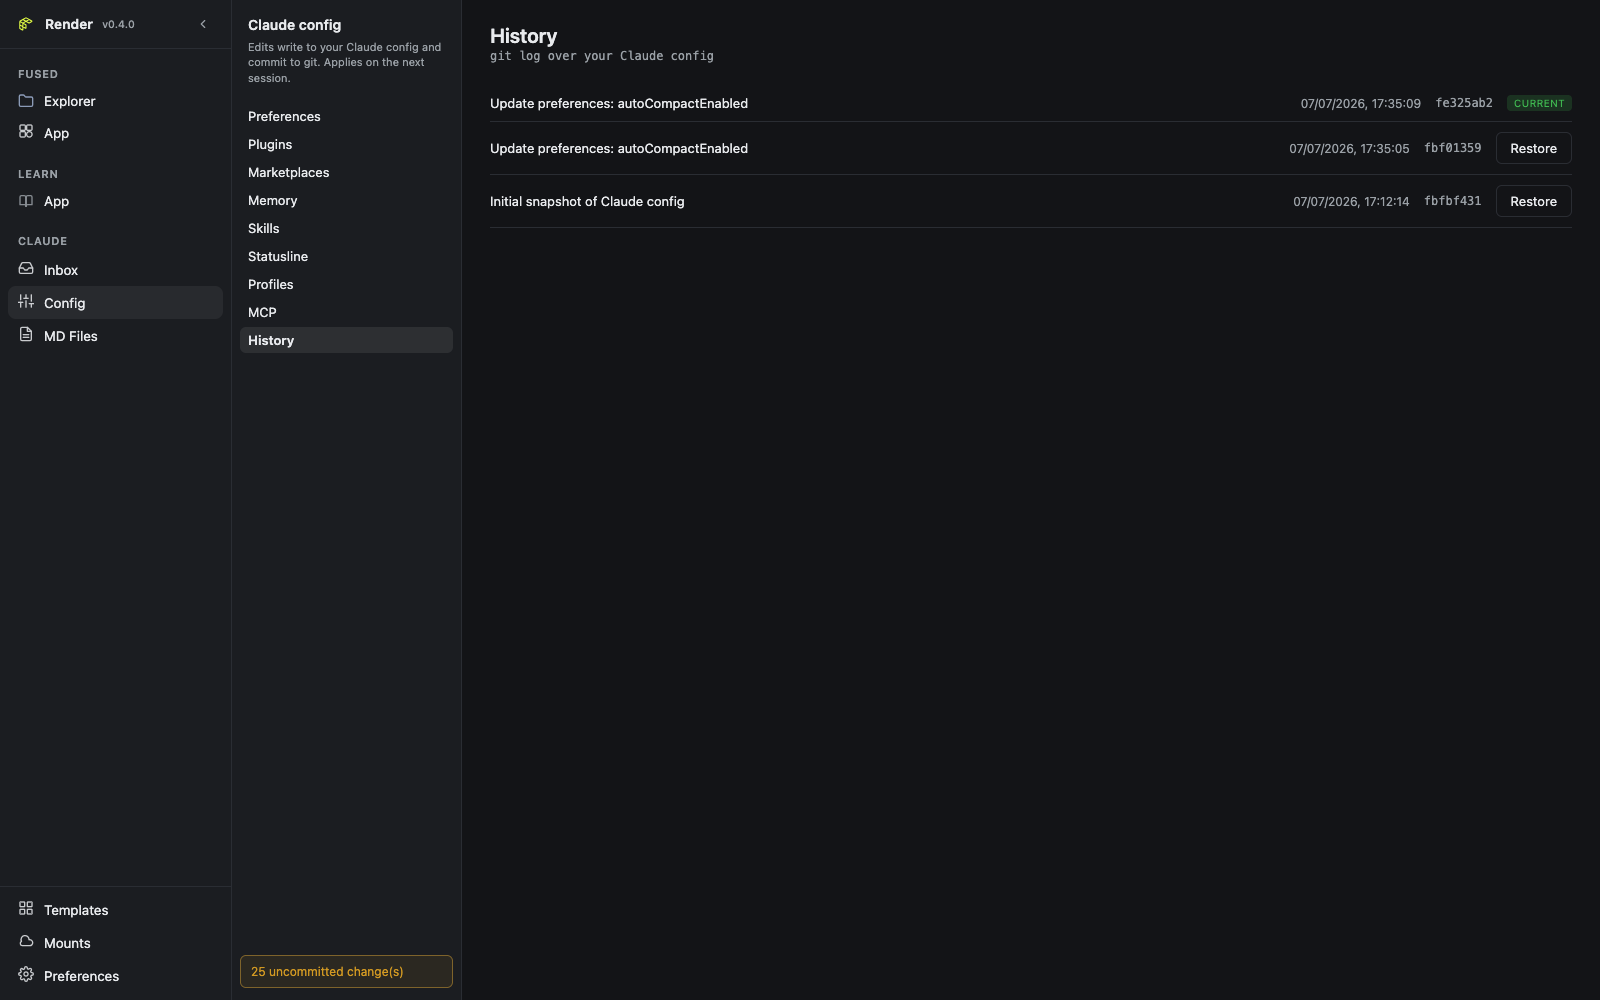 Render v0.4.0
FUSED
Explorer
App
LEARN
App
CLAUDE
Inbox
Config
MD Files
Templates
Mounts
Preferences
Claude config
Edits write to your Claude config and
commit to git. Applies on the next
session.
Preferences
Plugins
Marketplaces
Memory
Skills
Statusline
Profiles
MCP
History
25 uncommitted change(s)
History
git log over your Claude config
Update preferences: autoCompactEnabled 07/07/2026, 17:35:09 fe325ab2 CURRENT
Update preferences: autoCompactEnabled 07/07/2026, 17:35:05 fbf01359 Restore
Initial snapshot of Claude config 07/07/2026, 17:12:14 fbfbf431 Restore